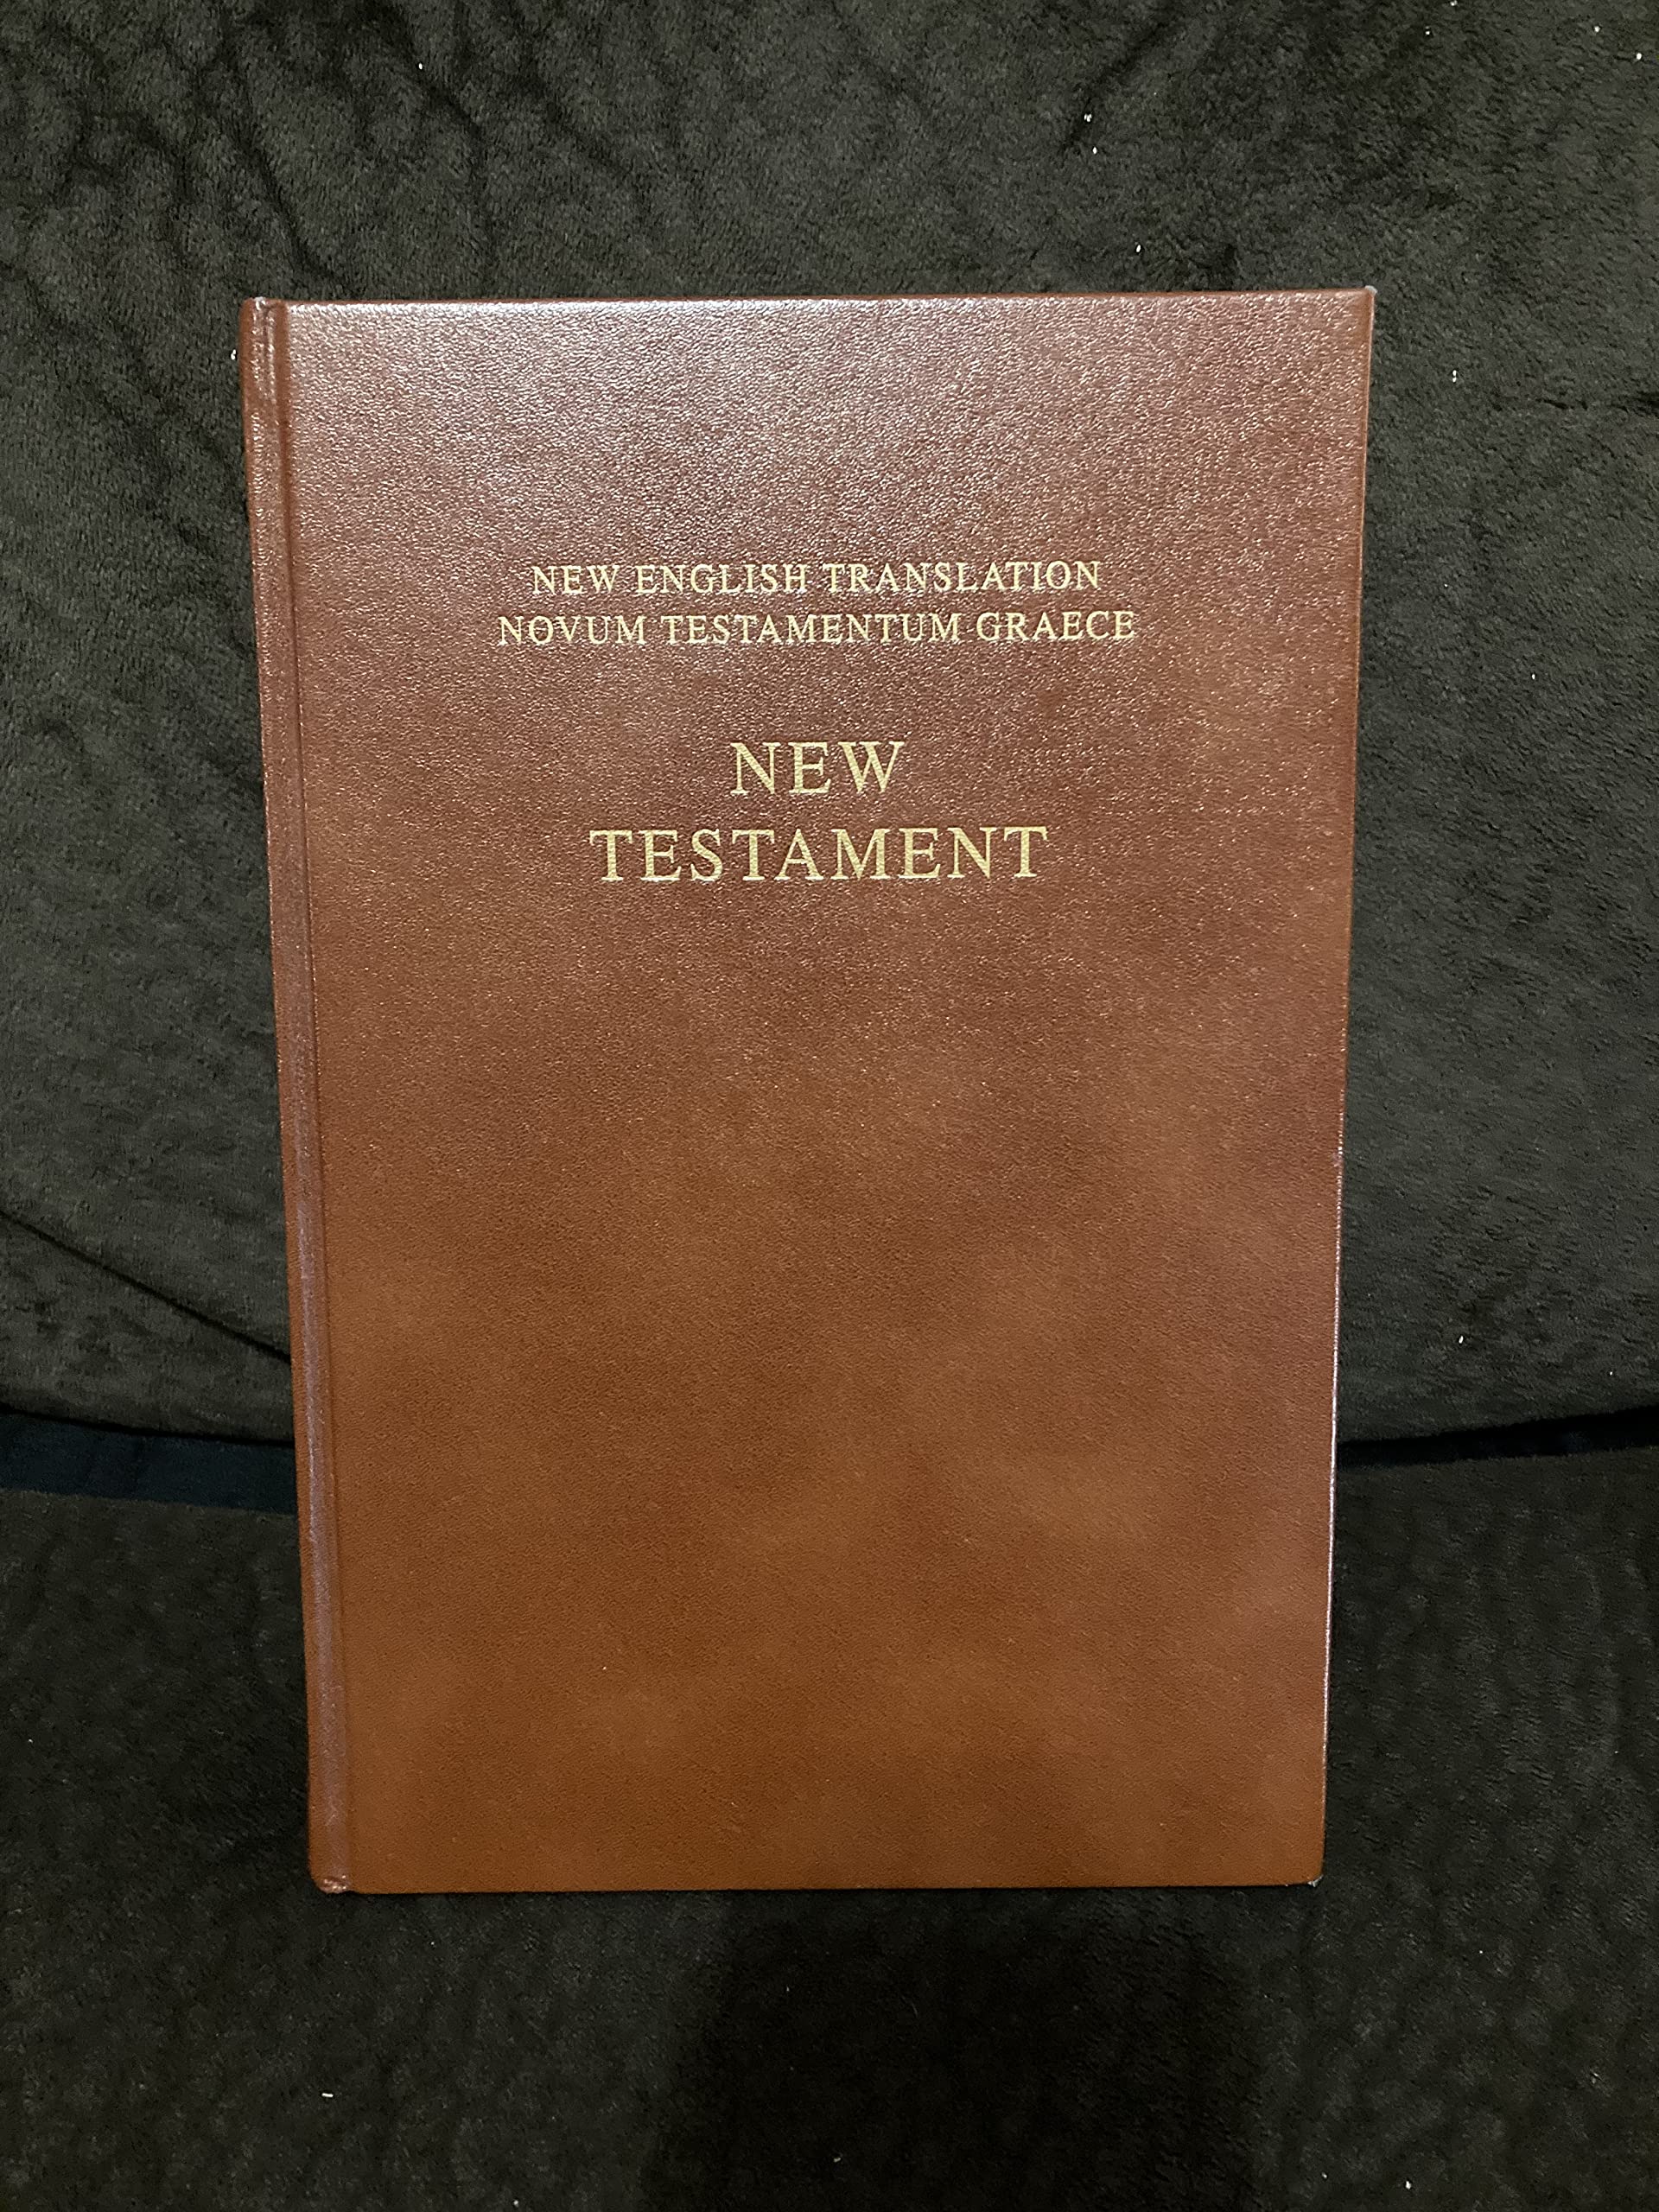 NEW ENGLISH TRANSLATION
NOVUM TESTAMENTUM GRAECE
NEW
TESTAMENT